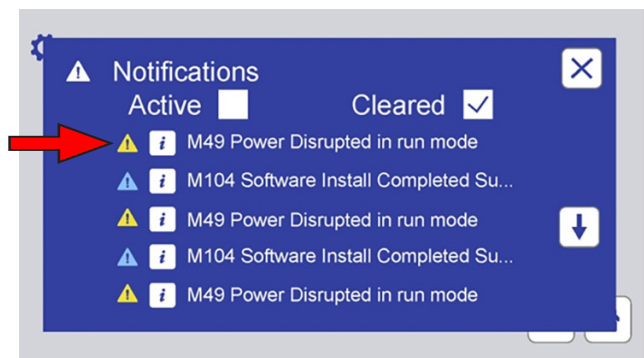 Notifications
Active Cleared
M49 Power Disrupted in run mode
M104 Software Install Completed Su...
M49 Power Disrupted in run mode
M104 Software Install Completed Su...
M49 Power Disrupted in run mode